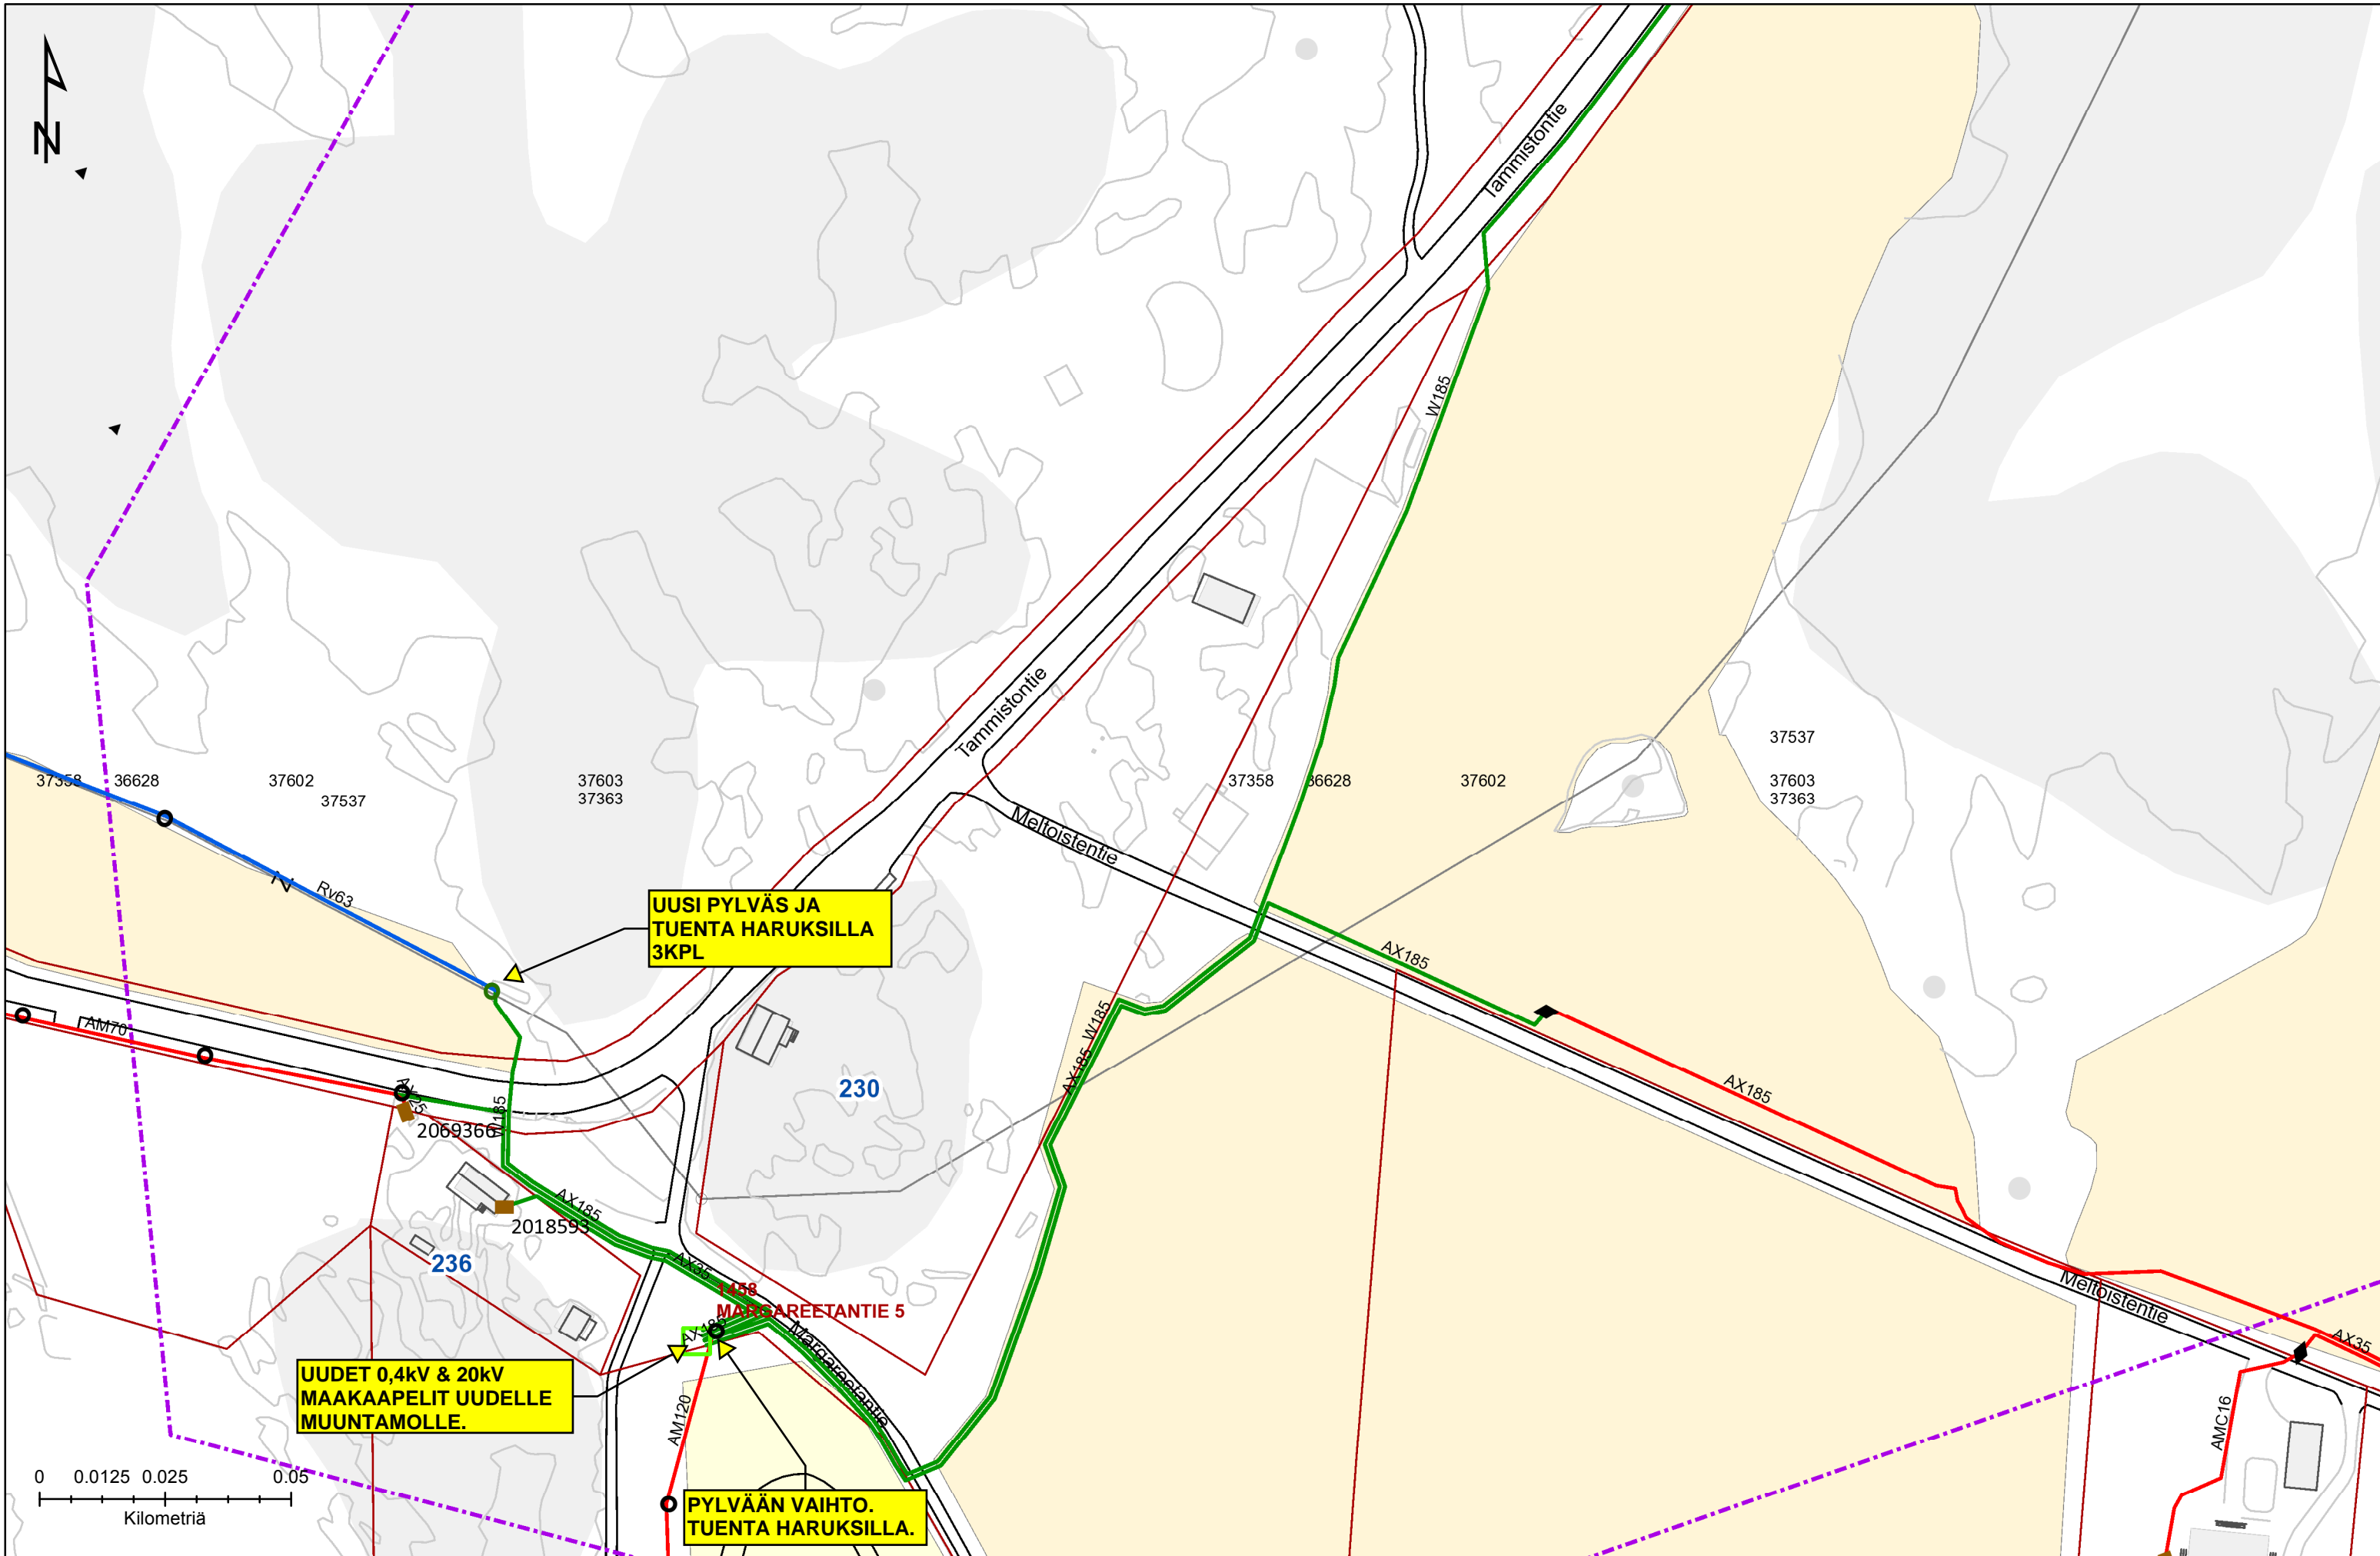 N
Tammistontie
W185
Tammistontie
37537
37358 36628 37602 37603
37537 37363
37358 36628 37602 37603
37363
Meltoistentie
Rv63
UUSI PYLVÄS JA
TUENTA HARUKSILLA
3KPL
AX185
AM70
AX185 W185
230
AX185
2069366
W185
AX185
2018593
236
AX35
1458
MARGAREETANTIE 5
AX185
Margareetantie
Meltoistentie
AX35
UUDET 0,4kV & 20kV
MAAKAAPELIT UUDELLE
MUUNTAMOLLE.
AM120
AMC16
0 0.0125 0.025 0.05
Kilometriä
PYLVÄÄN VAIHTO.
TUENTA HARUKSILLA.